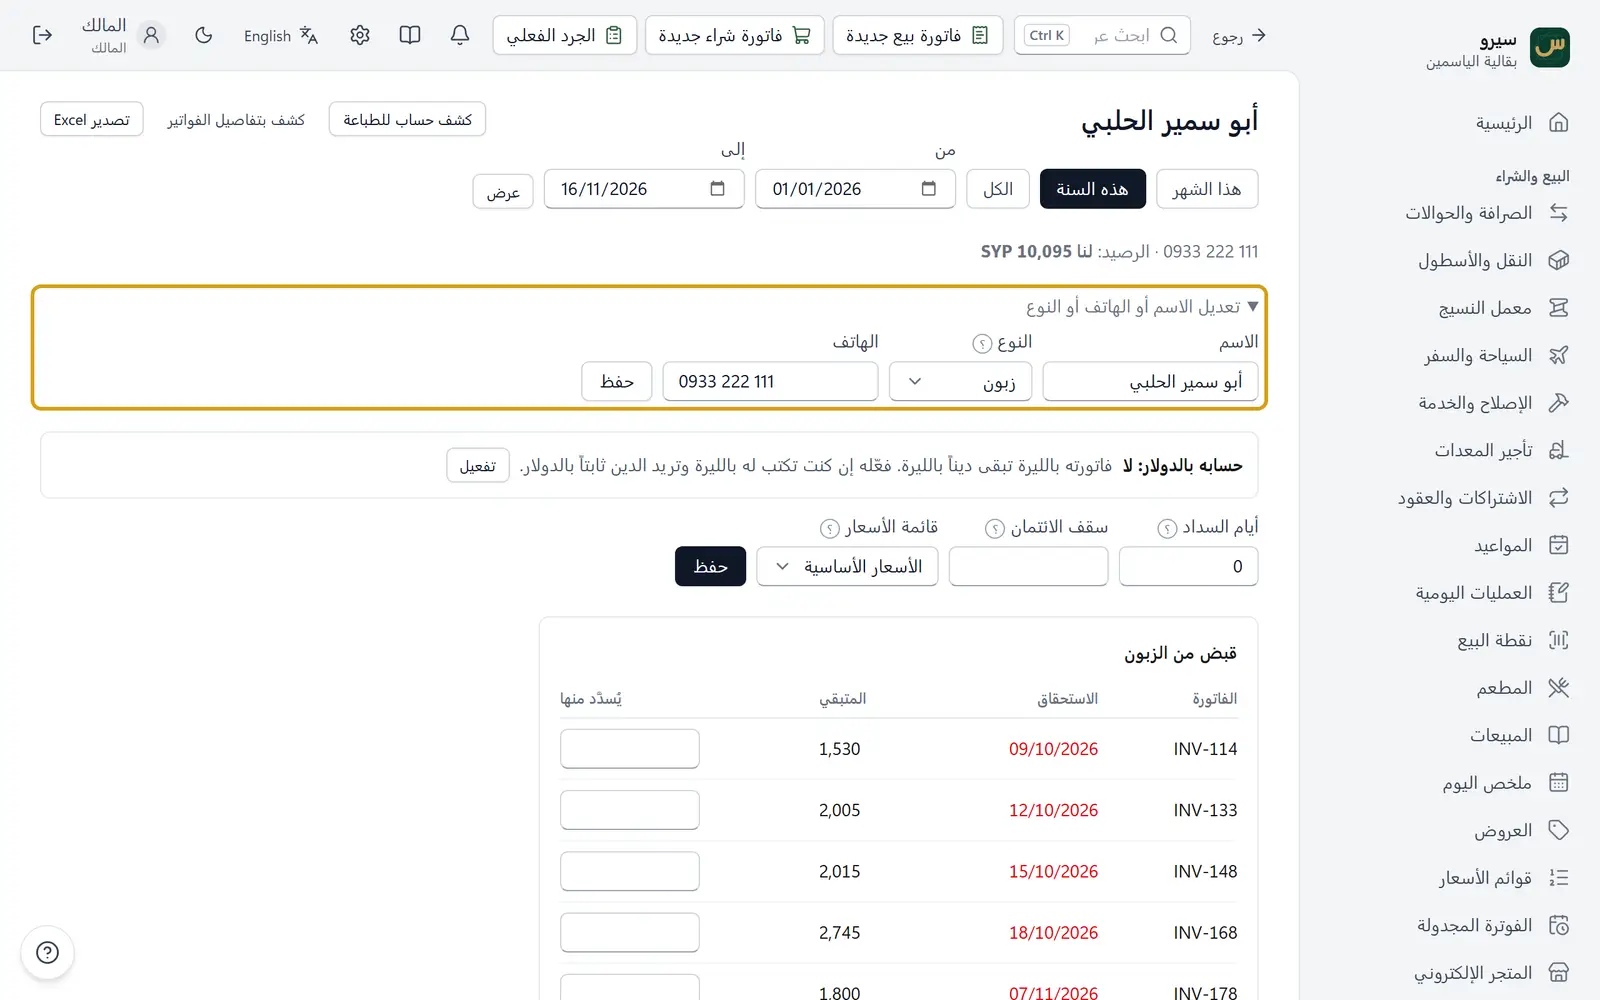 سيرو
بقالية الياسمين
رجوع
ابحث عر
Ctrl K
فاتورة بيع جديدة
فاتورة شراء جديدة
الجرد الفعلي
English
المالك
المالك
الرئيسية
البيع والشراء
الصرافة والحوالات
النقل والأسطول
معمل النسيج
السياحة والسفر
الإصلاح والخدمة
تأجير المعدات
الاشتراكات والعقود
المواعيد
العمليات اليومية
نقطة البيع
المطعم
المبيعات
ملخص اليوم
العروض
قوائم الأسعار
الفوترة المجدولة
المتجر الإلكتروني
أبو سمير الحلبي
كشف حساب للطباعة
كشف بتفاصيل الفواتير
تصدير Excel
من
إلى
هذا الشهر
هذه السنة
الكل
01/01/2026
16/11/2026
عرض
0933 222 111 · الرصيد: لنا SYP 10,095
▼ تعديل الاسم أو الهاتف أو النوع
الاسم
النوع ؟
الهاتف
أبو سمير الحلبي
زبون
0933 222 111
حفظ
حسابه بالدولار: لا فاتورته بالليرة تبقى ديناً بالليرة. فعّله إن كنت تكتب له بالليرة وتريد الدين ثابتاً بالدولار.
تفعيل
أيام السداد ؟
سقف الائتمان ؟
قائمة الأسعار ؟
0
الأسعار الأساسية
حفظ
قبض من الزبون
الفاتورة الاستحقاق المتبقي يُسدَّد منها
INV-114 09/10/2026 1,530
INV-133 12/10/2026 2,005
INV-148 15/10/2026 2,015
INV-168 18/10/2026 2,745
INV-178 07/11/2026 1,800